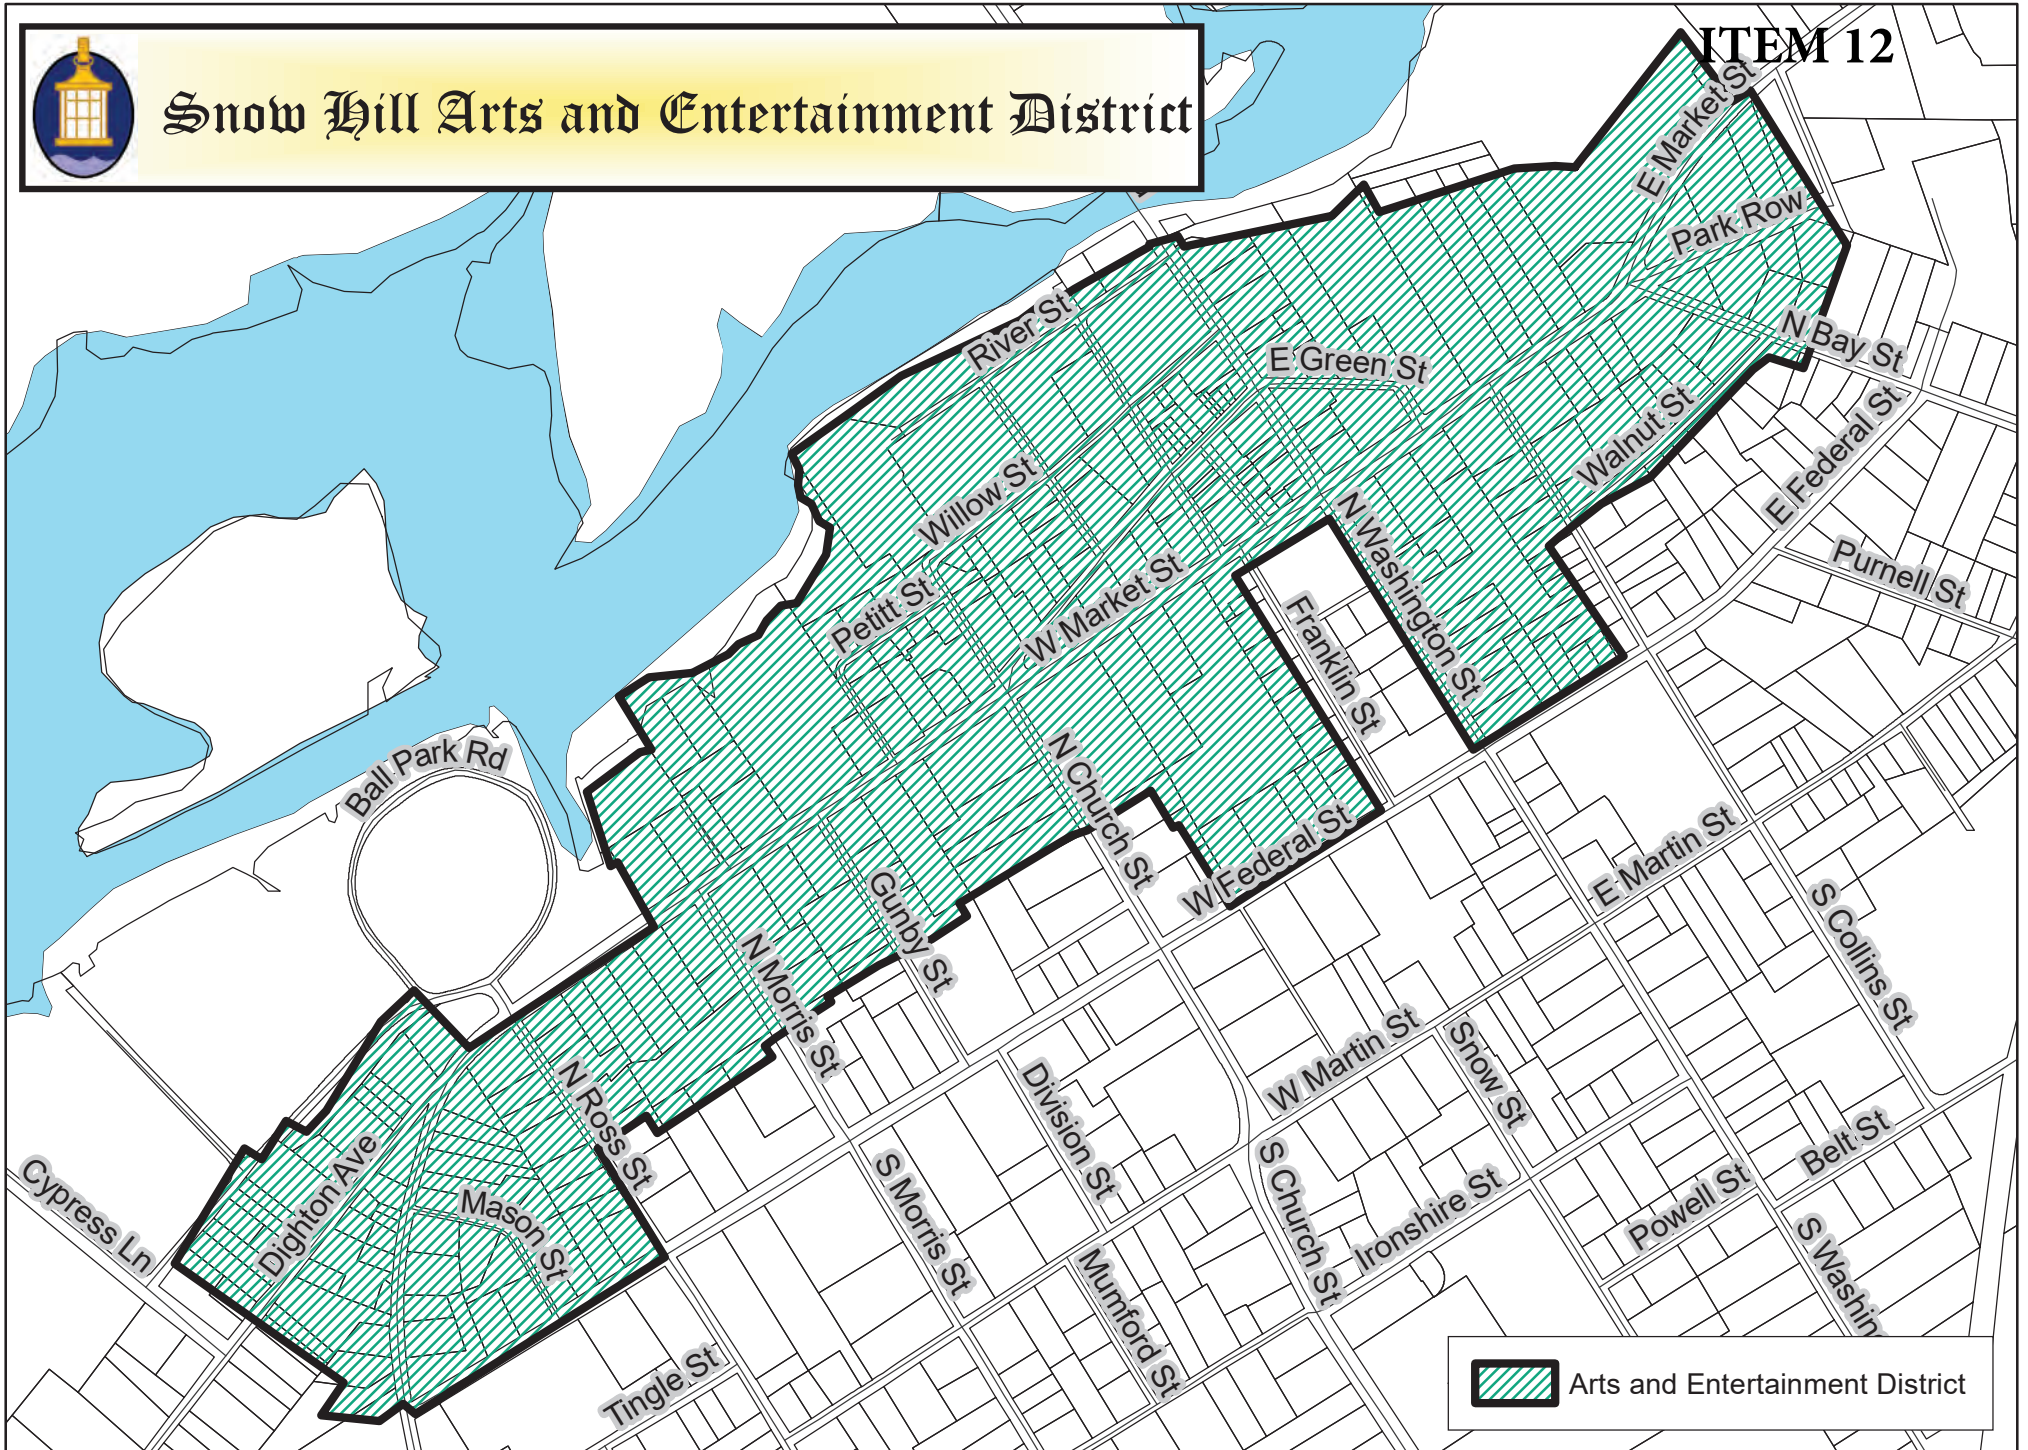 ITEM 12
Snow Hill Arts and Entertainment District
E Market St
Park Row
N Bay St
River St
E Green St
Walnut St
E Federal St
Willow St
N Washington St
Purnell St
Petitt St
W Market St
Franklin St
Ball Park Rd
N Church St
W Federal St
E Martin St
Gunby St
S Collins St
N Morris St
W Martin St
Snow St
N Ross St
Division St
Belt St
Cypress Ln
Dighton Ave
Mason St
S Morris St
S Church St
Ironshire St
Powell St
S Washin
Mumford St
Tingle St
Arts and Entertainment District